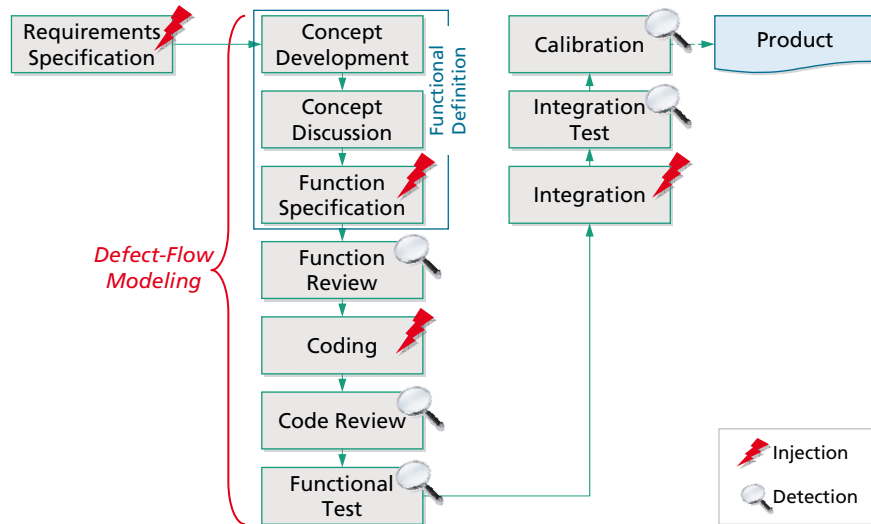 Requirements
Specification
Concept
Development
Concept
Discussion
Function
Specification
Functional
Definition
Defect-Flow
Modeling
Function
Review
Coding
Code Review
Functional
Test
Integration
Integration
Test
Calibration
Product
Injection
Detection